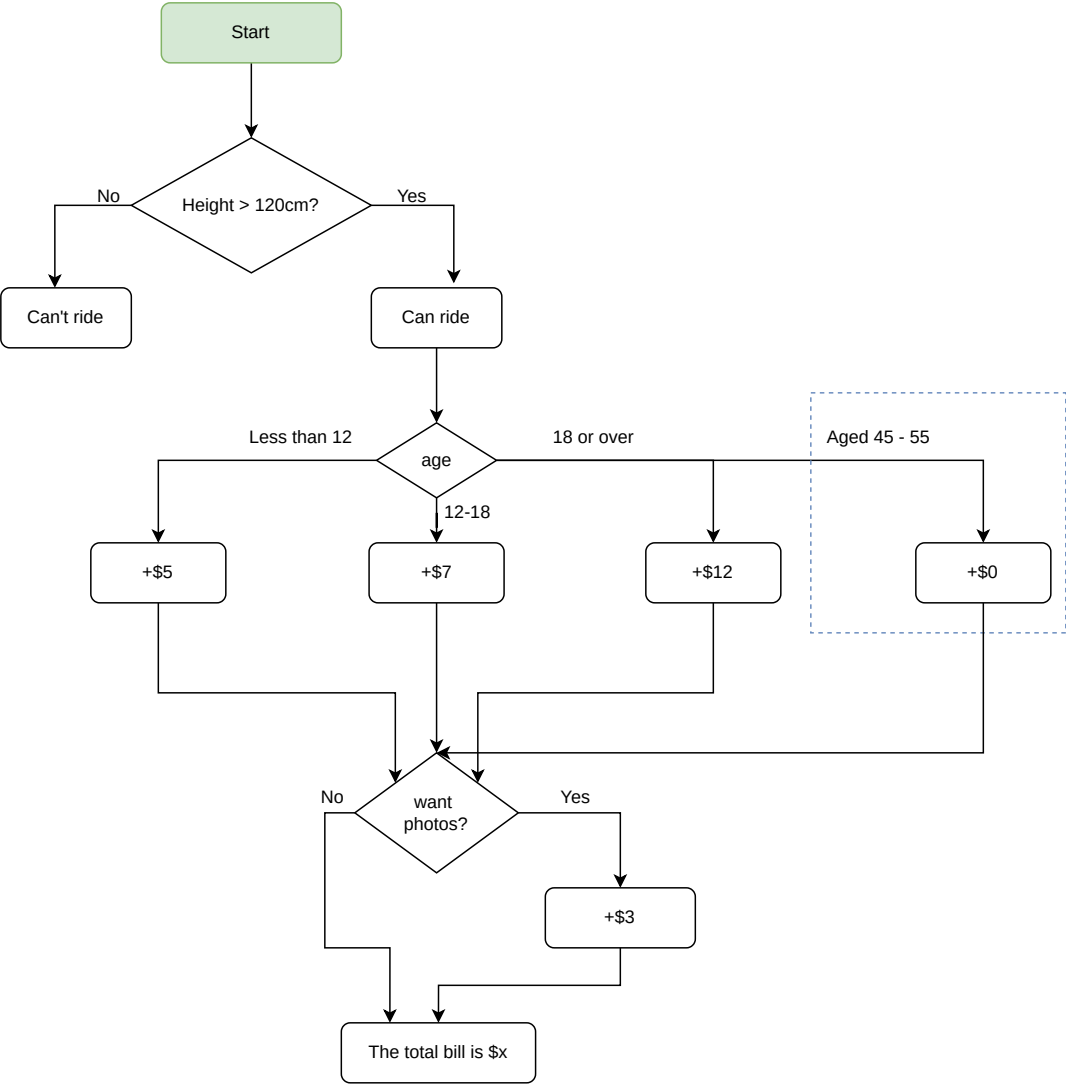 Start
Height > 120cm?
No
Yes
Can't ride
Can ride
Less than 12
age
18 or over
Aged 45 - 55
12-18
+$5
+$7
+$12
+$0
No
want
photos?
Yes
+$3
The total bill is $x